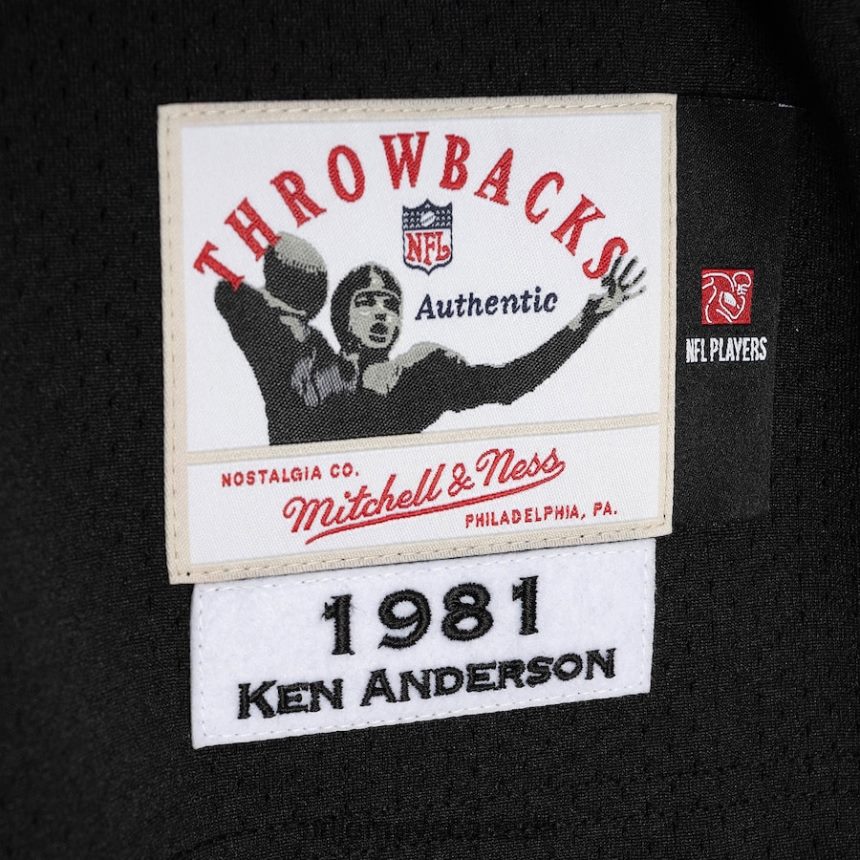 THROWBACKS
NFL
Authentic
NFL PLAYERS
NOSTALGIA CO.
Mitchell & Ness
PHILADELPHIA, PA.
1981
KEN ANDERSON